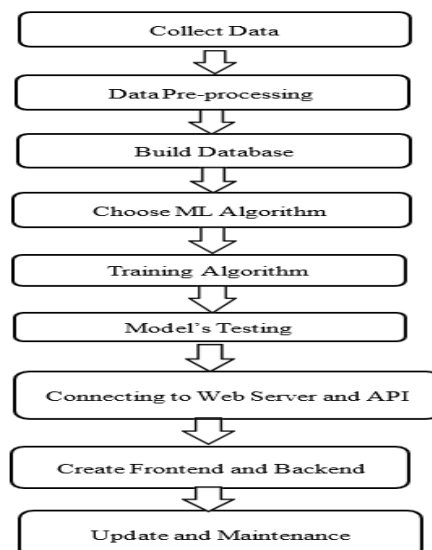 Collect Data
Data Pre-processing
Build Database
Choose ML Algorithm
Training Algorithm
Model's Testing
Connecting to Web Server and API
Create Frontend and Backend
Update and Maintenance